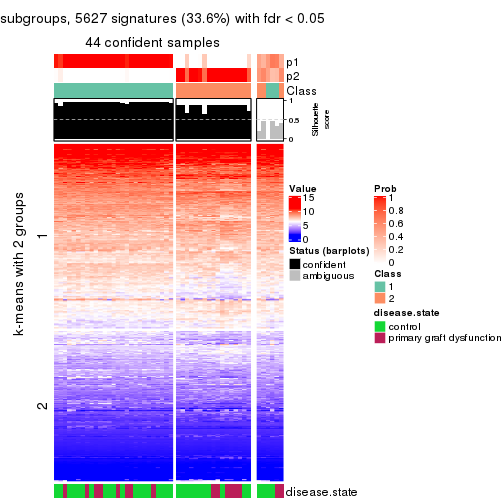 subgroups, 5627 signatures (33.6%) with fdr < 0.05
44 confident samples
p1
p2
Class
1
0.5
0
Silhouette
score
k-means with 2 groups
1
2
Value
15
10
5
0
Status (barplots)
confident
ambiguous
Prob
1
0.8
0.6
0.4
0.2
0
Class
1
2
disease.state
control
primary graft dysfunction
disease.state